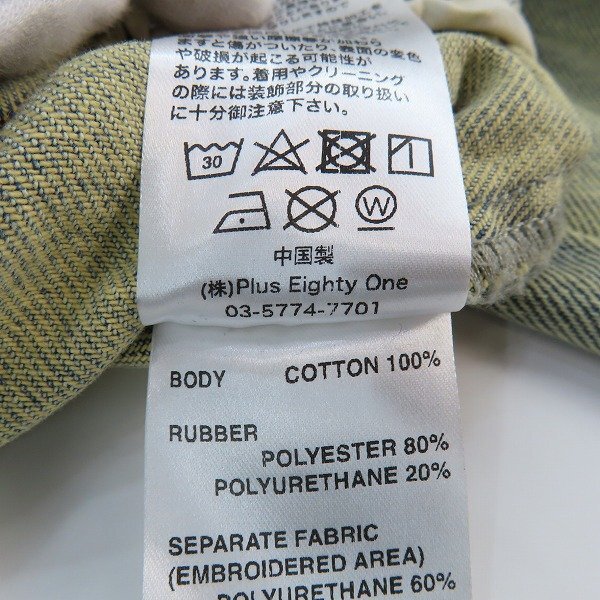 ますと傷がついたり、裏面の変色
や破損が起こる可能性が
あります。着用やクリーニング
の際には装飾部分の取り扱い
に十分御注意下さい。
30
W
中国製
(株)Plus Eighty One
03-5774-7701
BODY COTTON 100%
RUBBER
POLYESTER 80%
POLYURETHANE 20%
SEPARATE FABRIC
(EMBROIDERED AREA)
POLYURETHANE 60%